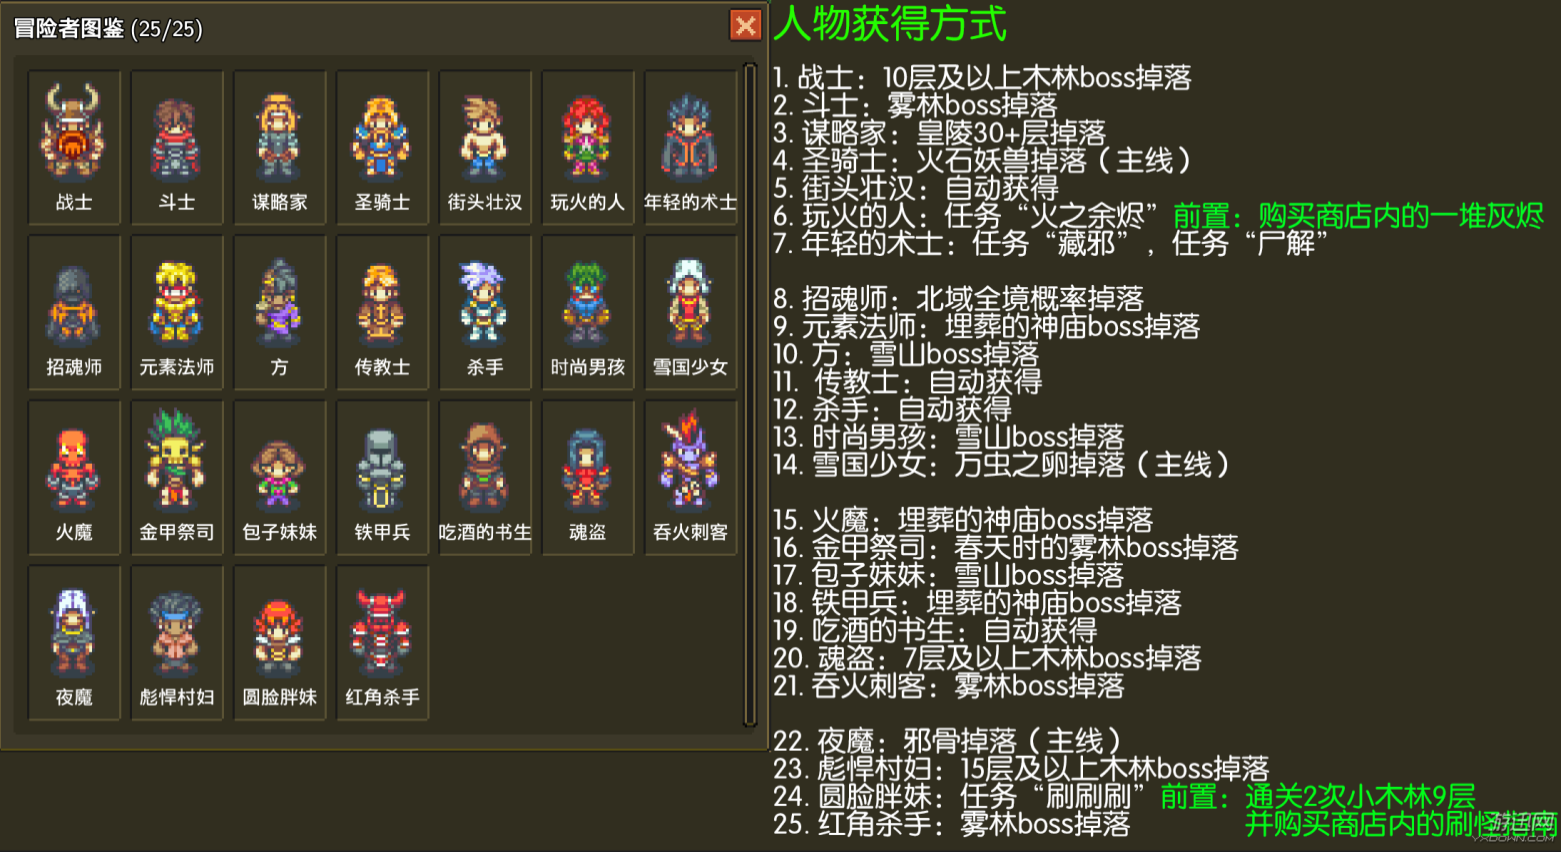 冒险者图鉴 (25/25)
战士
斗士
谋略家
圣骑士
街头壮汉
玩火的人
年轻的术士
招魂师
元素法师
方
传教士
杀手
时尚男孩
雪国少女
火魔
金甲祭司
包子妹妹
铁甲兵
吃酒的书生
魂盗
吞火刺客
夜魔
彪悍村妇
圆脸胖妹
红角杀手
人物获得方式
1. 战士：10层及以上木林boss掉落
2. 斗士：雾林boss掉落
3. 谋略家：皇陵30+层掉落
4. 圣骑士：火石妖兽掉落（主线）
5. 街头壮汉：自动获得
6. 玩火的人：任务“火之余烬” 前置：购买商店内的一堆灰烬
7. 年轻的术士：任务“藏邪”，任务“尸解”
8. 招魂师：北域全境概率掉落
9. 元素法师：埋葬的神庙boss掉落
10. 方：雪山boss掉落
11. 传教士：自动获得
12. 杀手：自动获得
13. 时尚男孩：雪山boss掉落
14. 雪国少女：万虫之卵掉落（主线）
15. 火魔：埋葬的神庙boss掉落
16. 金甲祭司：春天时的雾林boss掉落
17. 包子妹妹：雪山boss掉落
18. 铁甲兵：埋葬的神庙boss掉落
19. 吃酒的书生：自动获得
20. 魂盗：7层及以上木林boss掉落
21. 吞火刺客：雾林boss掉落
22. 夜魔：邪骨掉落（主线）
23. 彪悍村妇：15层及以上木林boss掉落
24. 圆脸胖妹：任务“刷刷刷” 前置：通关2次小木林9层
25. 红角杀手：雾林boss掉落 并购买商店内的刷怪指南
YXDOWN.COM